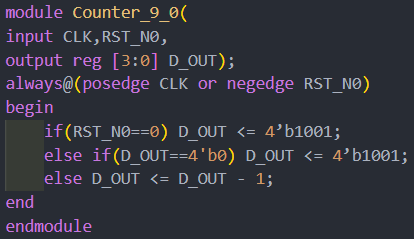 module Counter_9_0(
input CLK,RST_N0,
output reg [3:0] D_OUT);
always@(posedge CLK or negedge RST_N0)
begin
if(RST_N0==0) D_OUT <= 4’b1001;
else if(D_OUT==4'b0) D_OUT <= 4’b1001;
else D_OUT <= D_OUT - 1;
end
endmodule